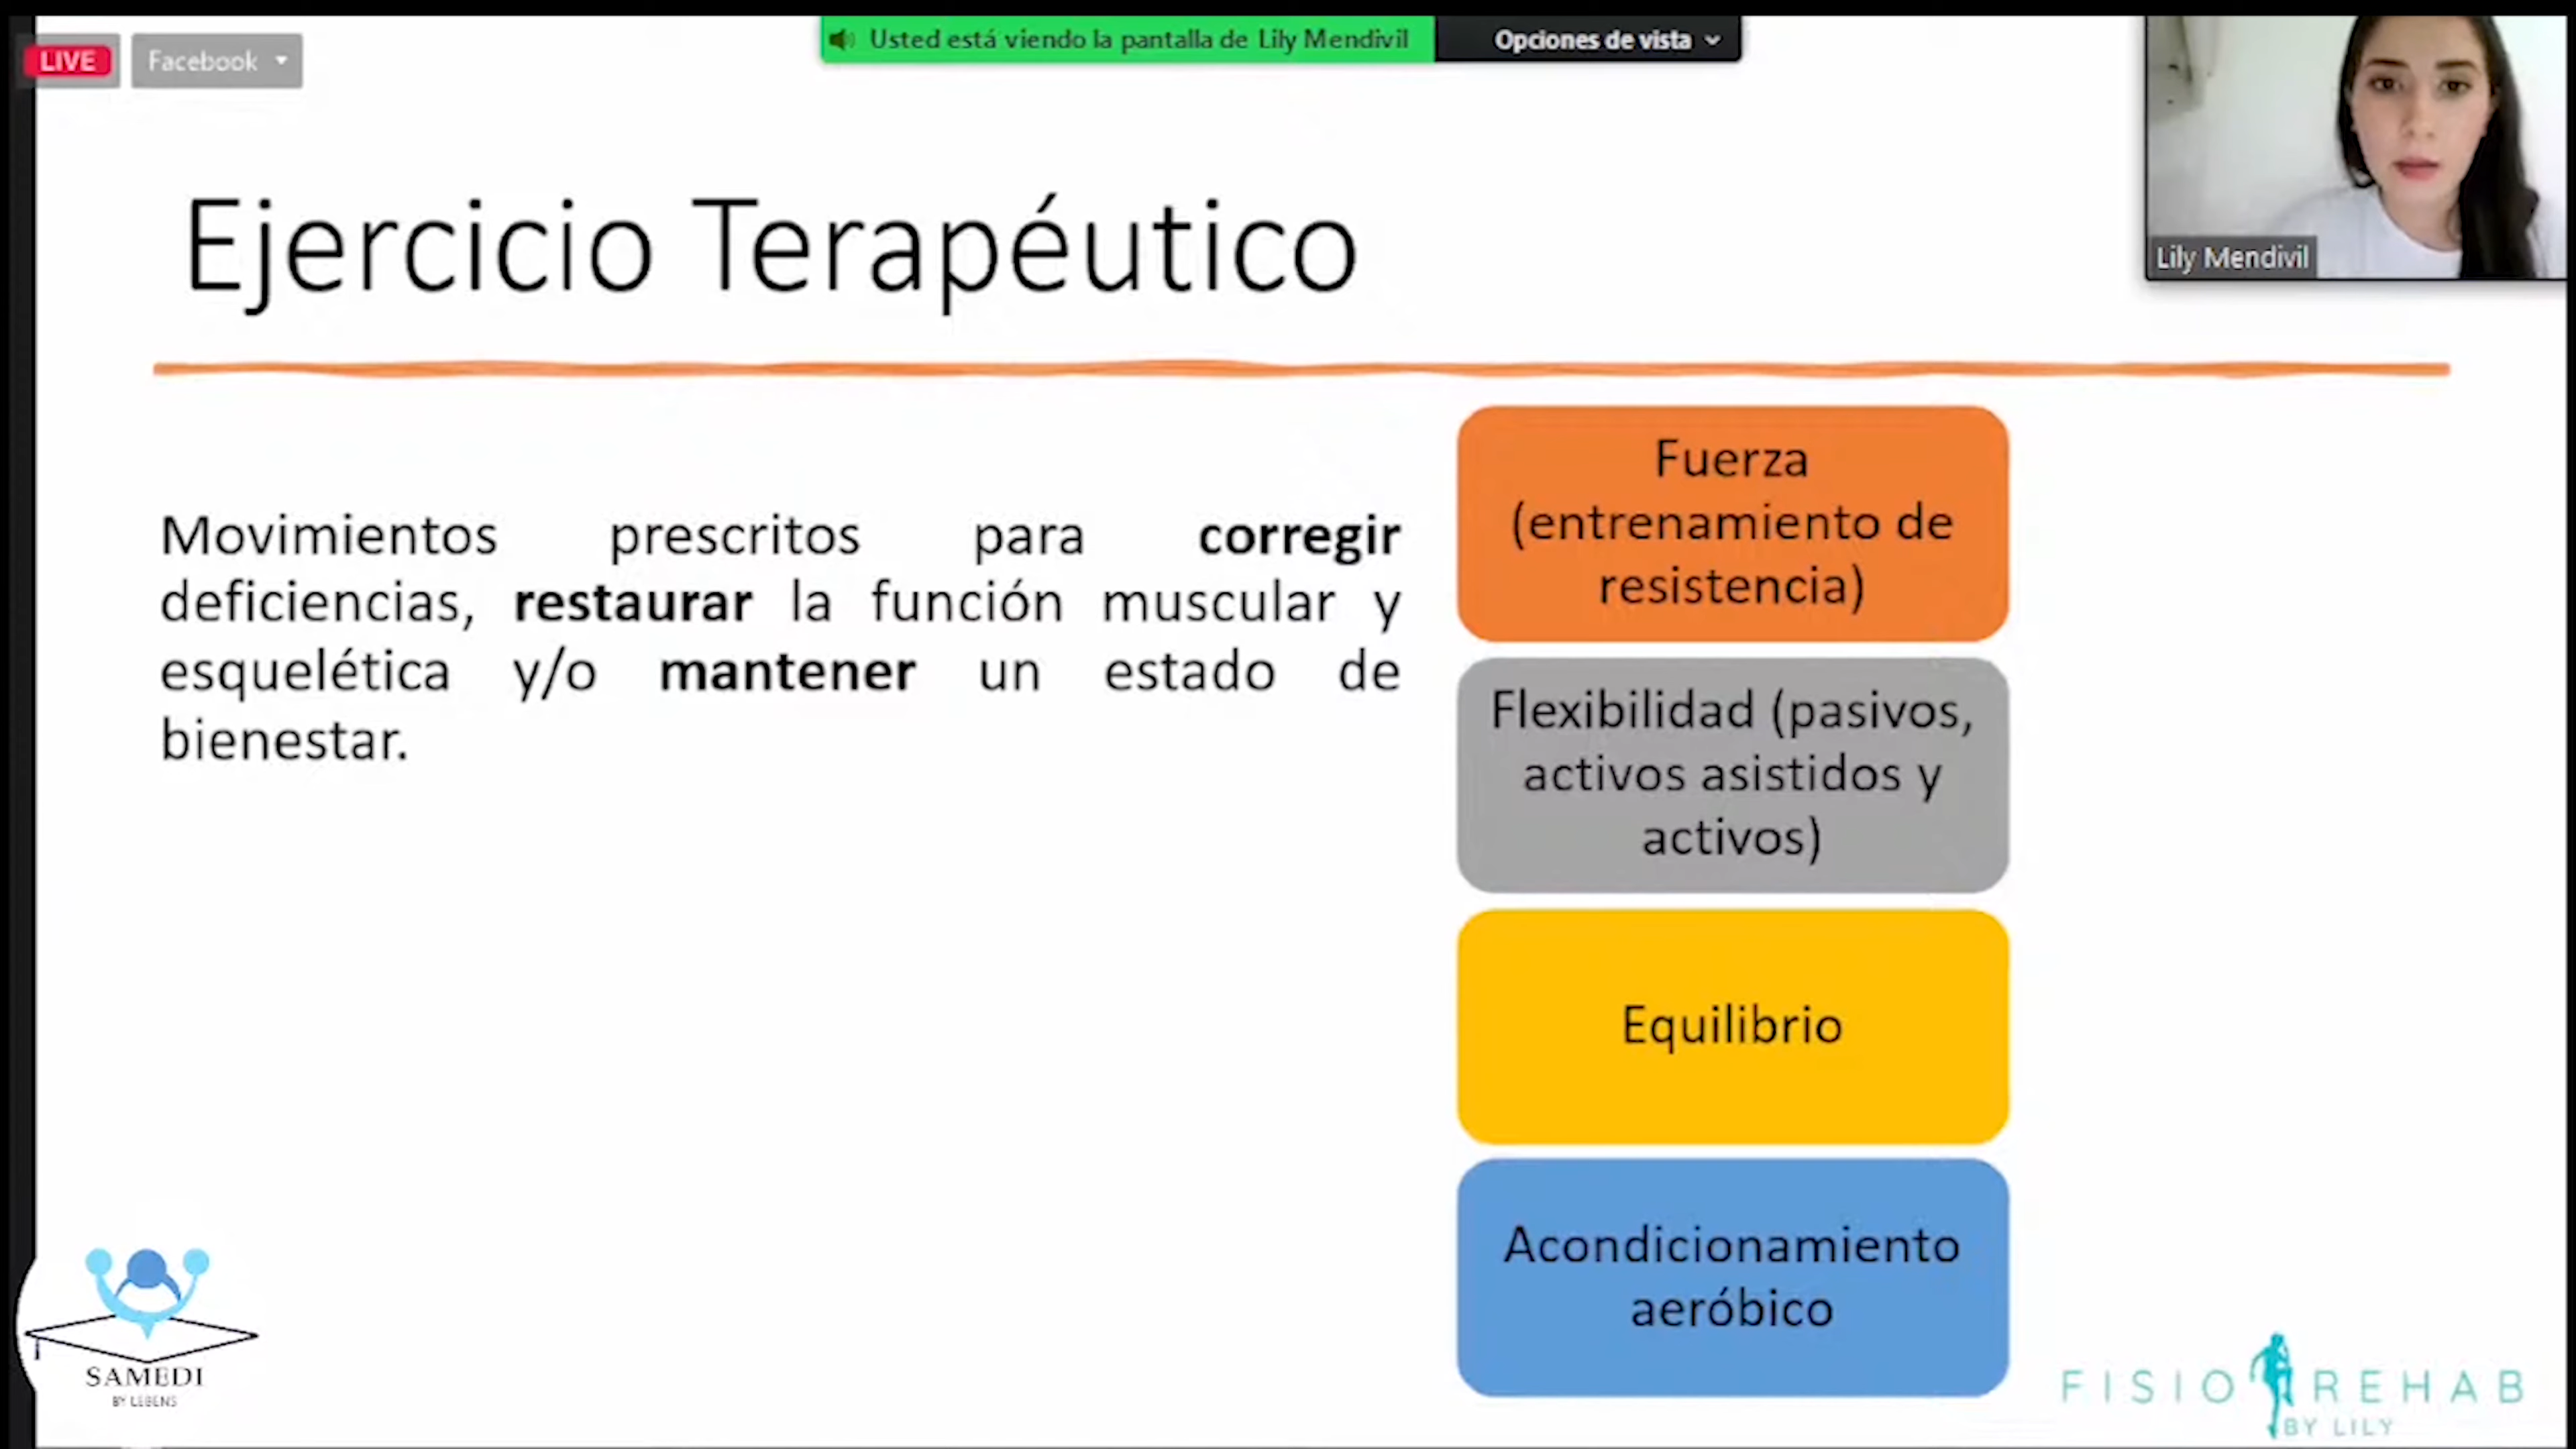 LIVE
Facebook
Usted está viendo la pantalla de Lily Mendivil
Opciones de vista
Lily Mendivil
Ejercicio Terapéutico
Movimientos prescritos para corregir
deficiencias, restaurar la función muscular y
esquelética y/o mantener un estado de
bienestar.
Fuerza
(entrenamiento de
resistencia)
Flexibilidad (pasivos,
activos asistidos y
activos)
Equilibrio
Acondicionamiento
aeróbico
SAMEDI
BY LEBENS
FISIO REHAB
BY LILY